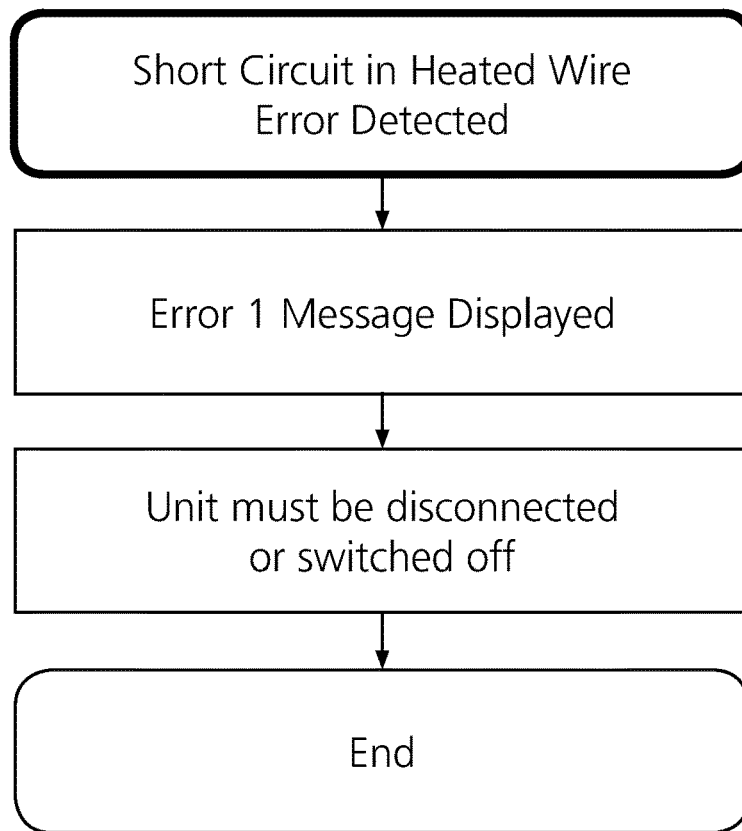 Short Circuit in Heated Wire
Error Detected
Error 1 Message Displayed
Unit must be disconnected
or switched off
End